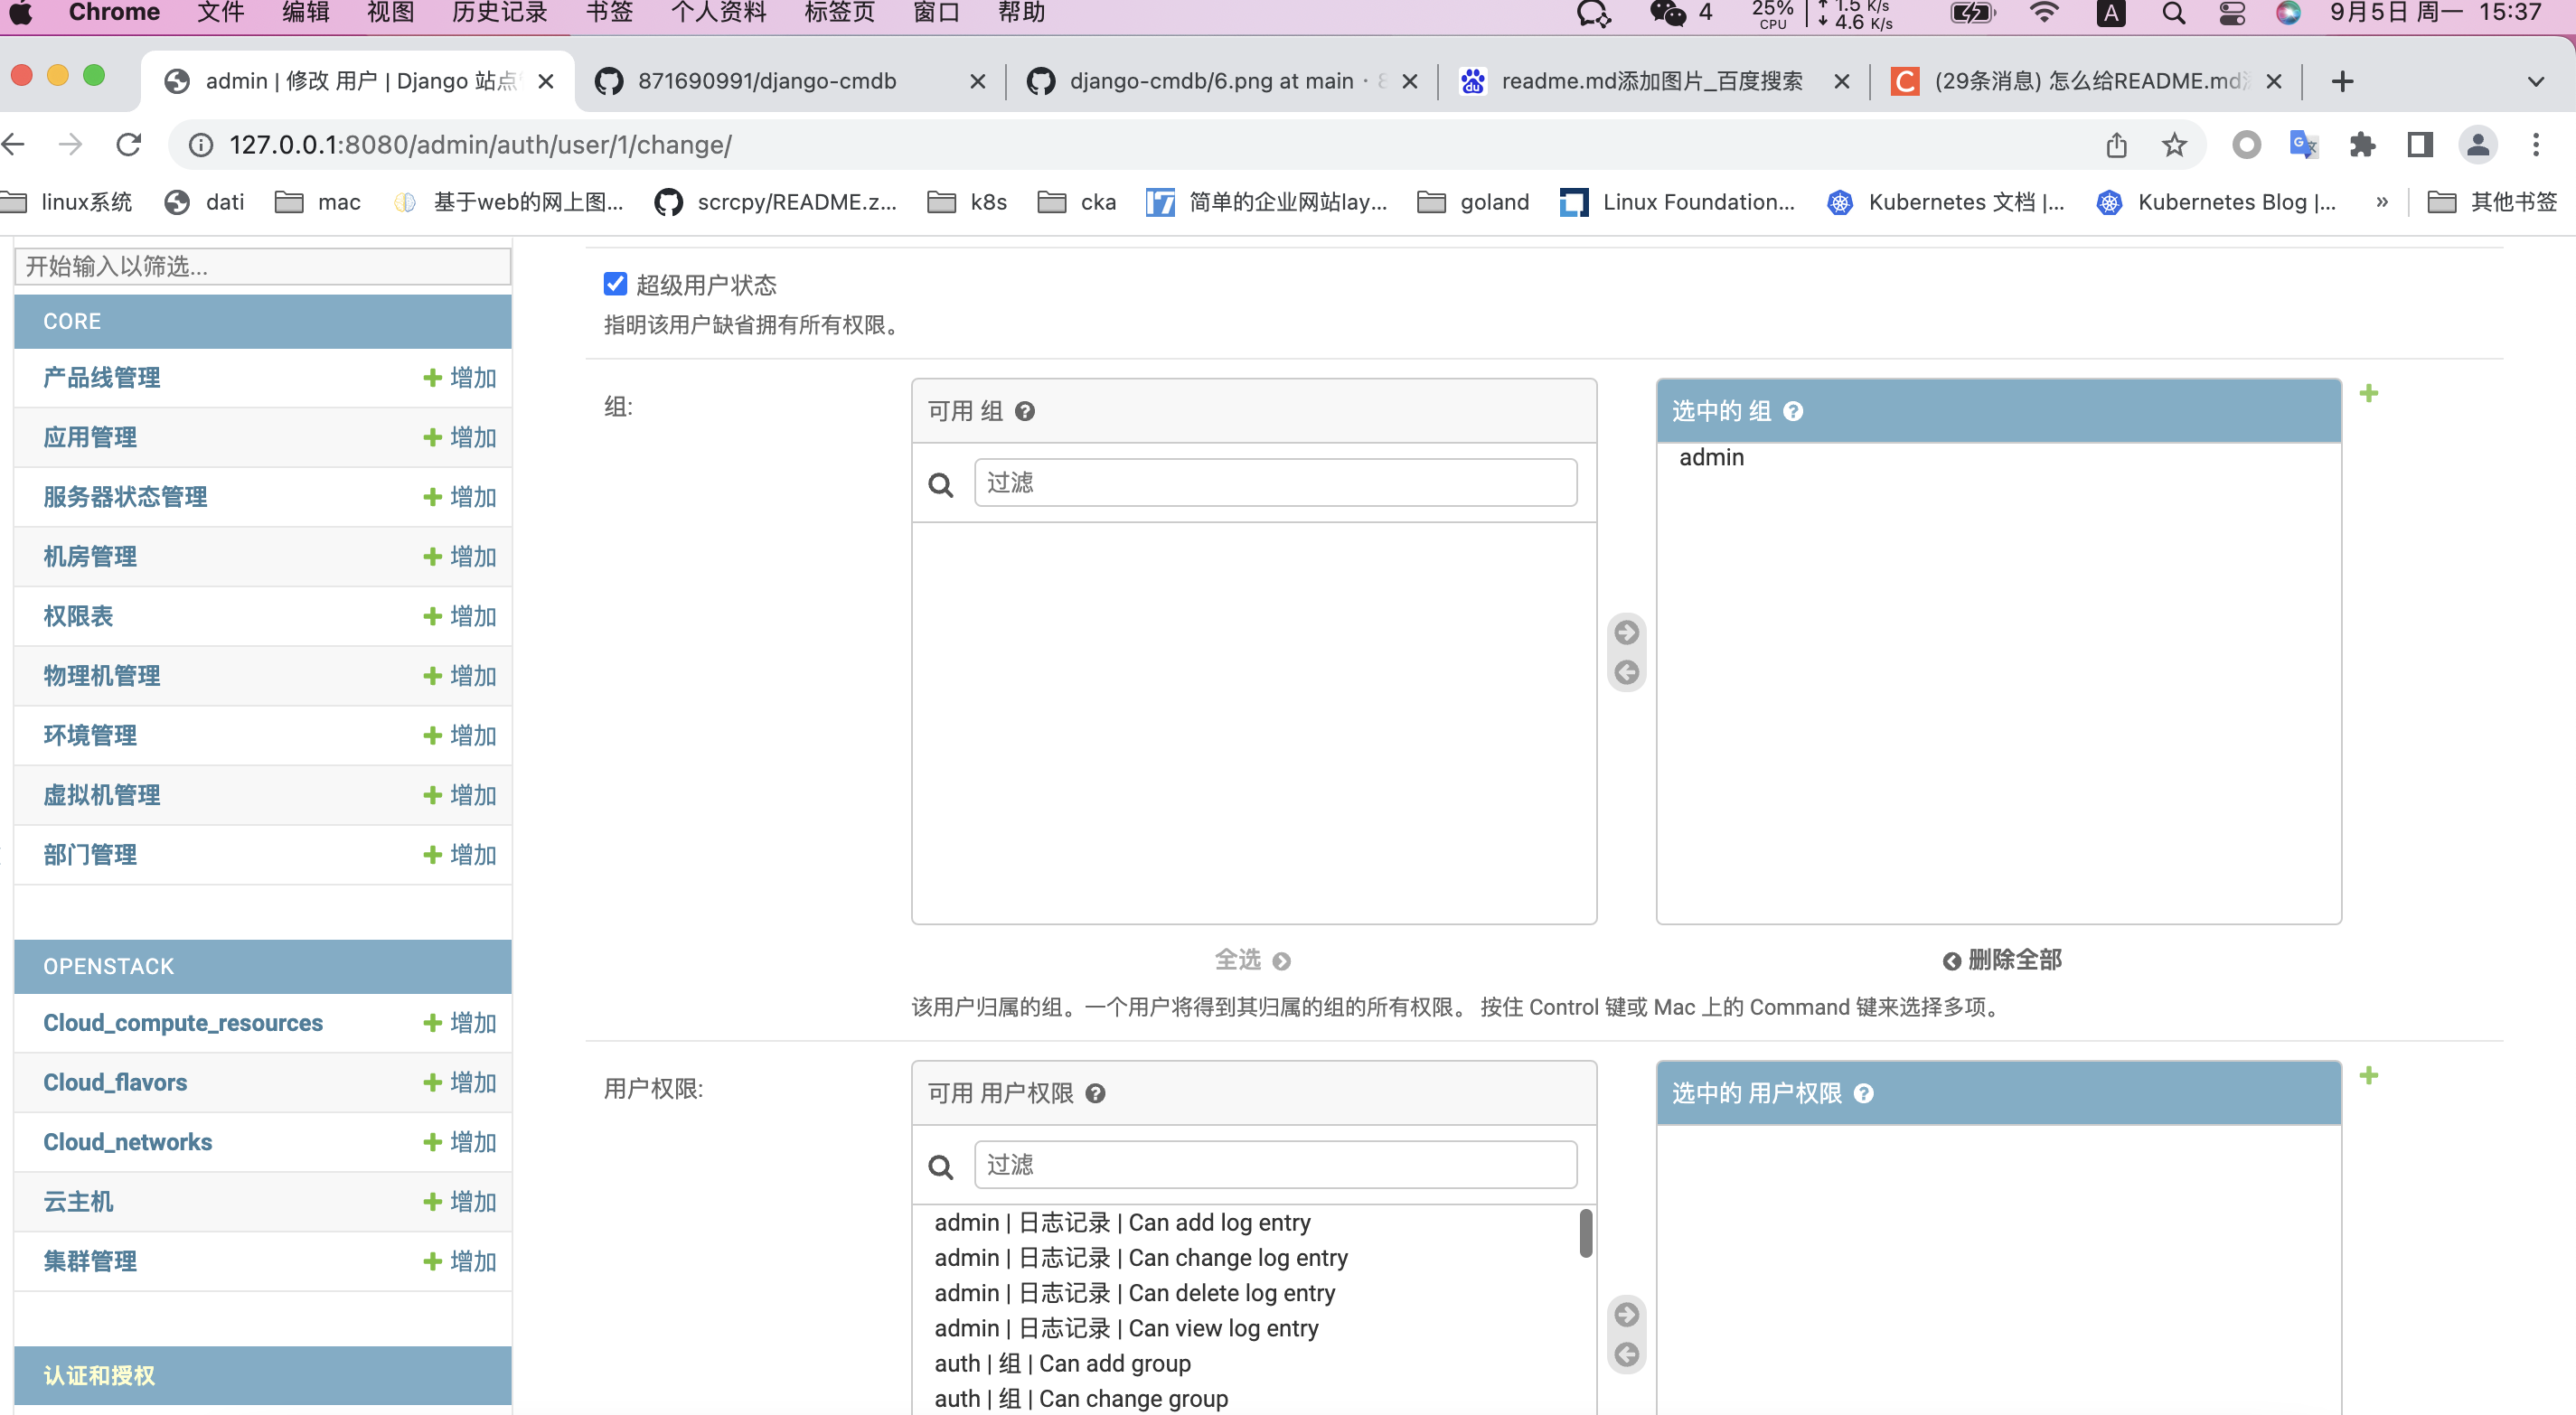 Chrome 文件 编辑 视图 历史记录 书签 个人资料 标签页 窗口 帮助 4 25% CPU 1.5 K/s 4.6 K/s A 9月5日 周一 15:37
admin | 修改 用户 | Django 站点 871690991/django-cmdb django-cmdb/6.png at main · 8 readme.md添加图片_百度搜索 (29条消息) 怎么给README.md
127.0.0.1:8080/admin/auth/user/1/change/
linux系统 dati mac 基于web的网上图... scrcpy/README.z... k8s cka 简单的企业网站lay... goland Linux Foundation... Kubernetes 文档 |... Kubernetes Blog |... » 其他书签
开始输入以筛选...
CORE
产品线管理 增加
应用管理 增加
服务器状态管理 增加
机房管理 增加
权限表 增加
物理机管理 增加
环境管理 增加
虚拟机管理 增加
部门管理 增加
OPENSTACK
Cloud_compute_resources 增加
Cloud_flavors 增加
Cloud_networks 增加
云主机 增加
集群管理 增加
认证和授权
超级用户状态
指明该用户缺省拥有所有权限。
组:
可用 组
过滤
选中的 组
admin
全选
删除全部
该用户归属的组。一个用户将得到其归属的组的所有权限。 按住 Control 键或 Mac 上的 Command 键来选择多项。
用户权限:
可用 用户权限
过滤
admin | 日志记录 | Can add log entry
admin | 日志记录 | Can change log entry
admin | 日志记录 | Can delete log entry
admin | 日志记录 | Can view log entry
auth | 组 | Can add group
auth | 组 | Can change group
选中的 用户权限